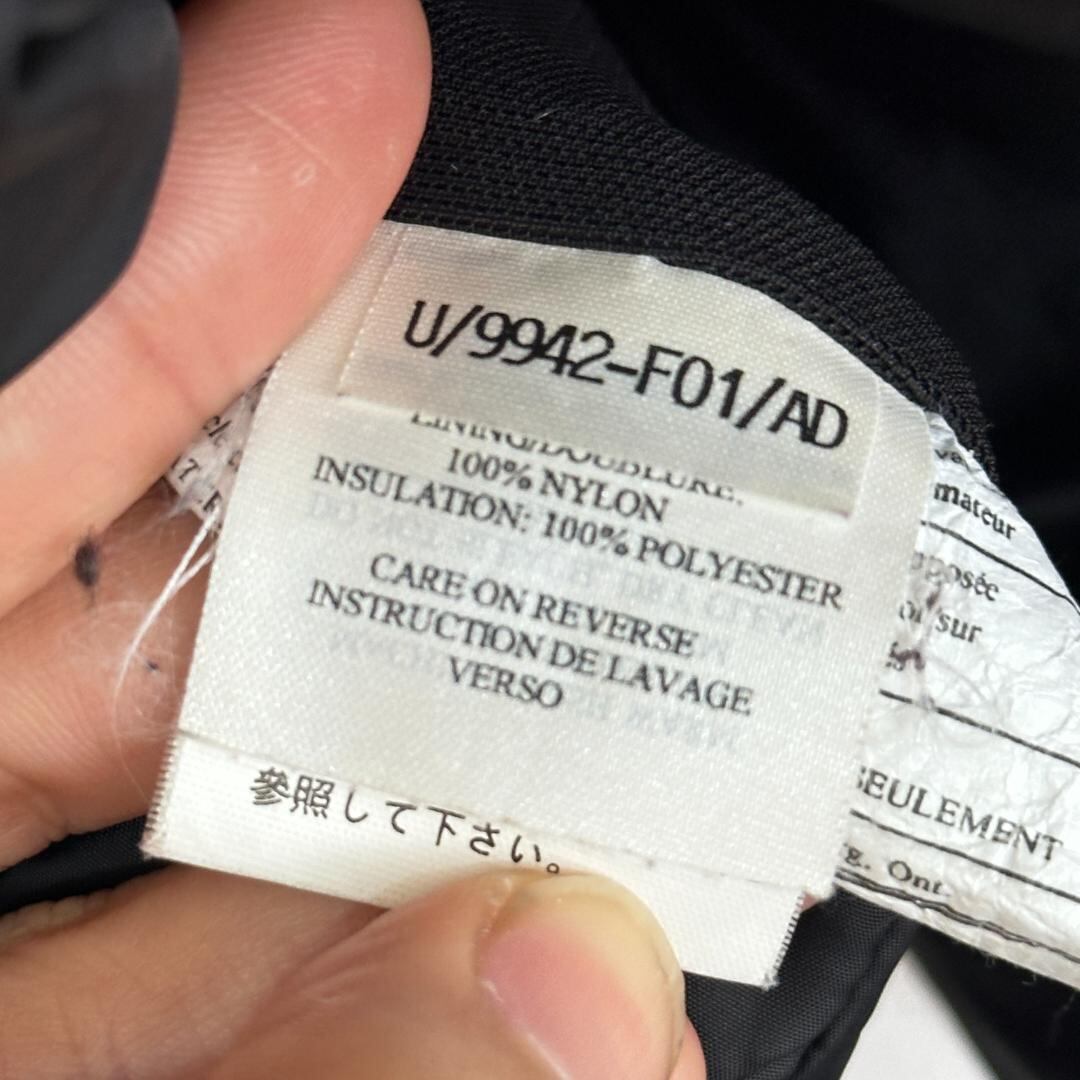 U/9942-F01/AD
LINING/DOUBLURE:
100% NYLON
INSULATION: 100% POLYESTER
CARE ON REVERSE
INSTRUCTION DE LAVAGE
VERSO
参照して下さい。
mateur
posée
sur
SEULEMENT
g. Ont.